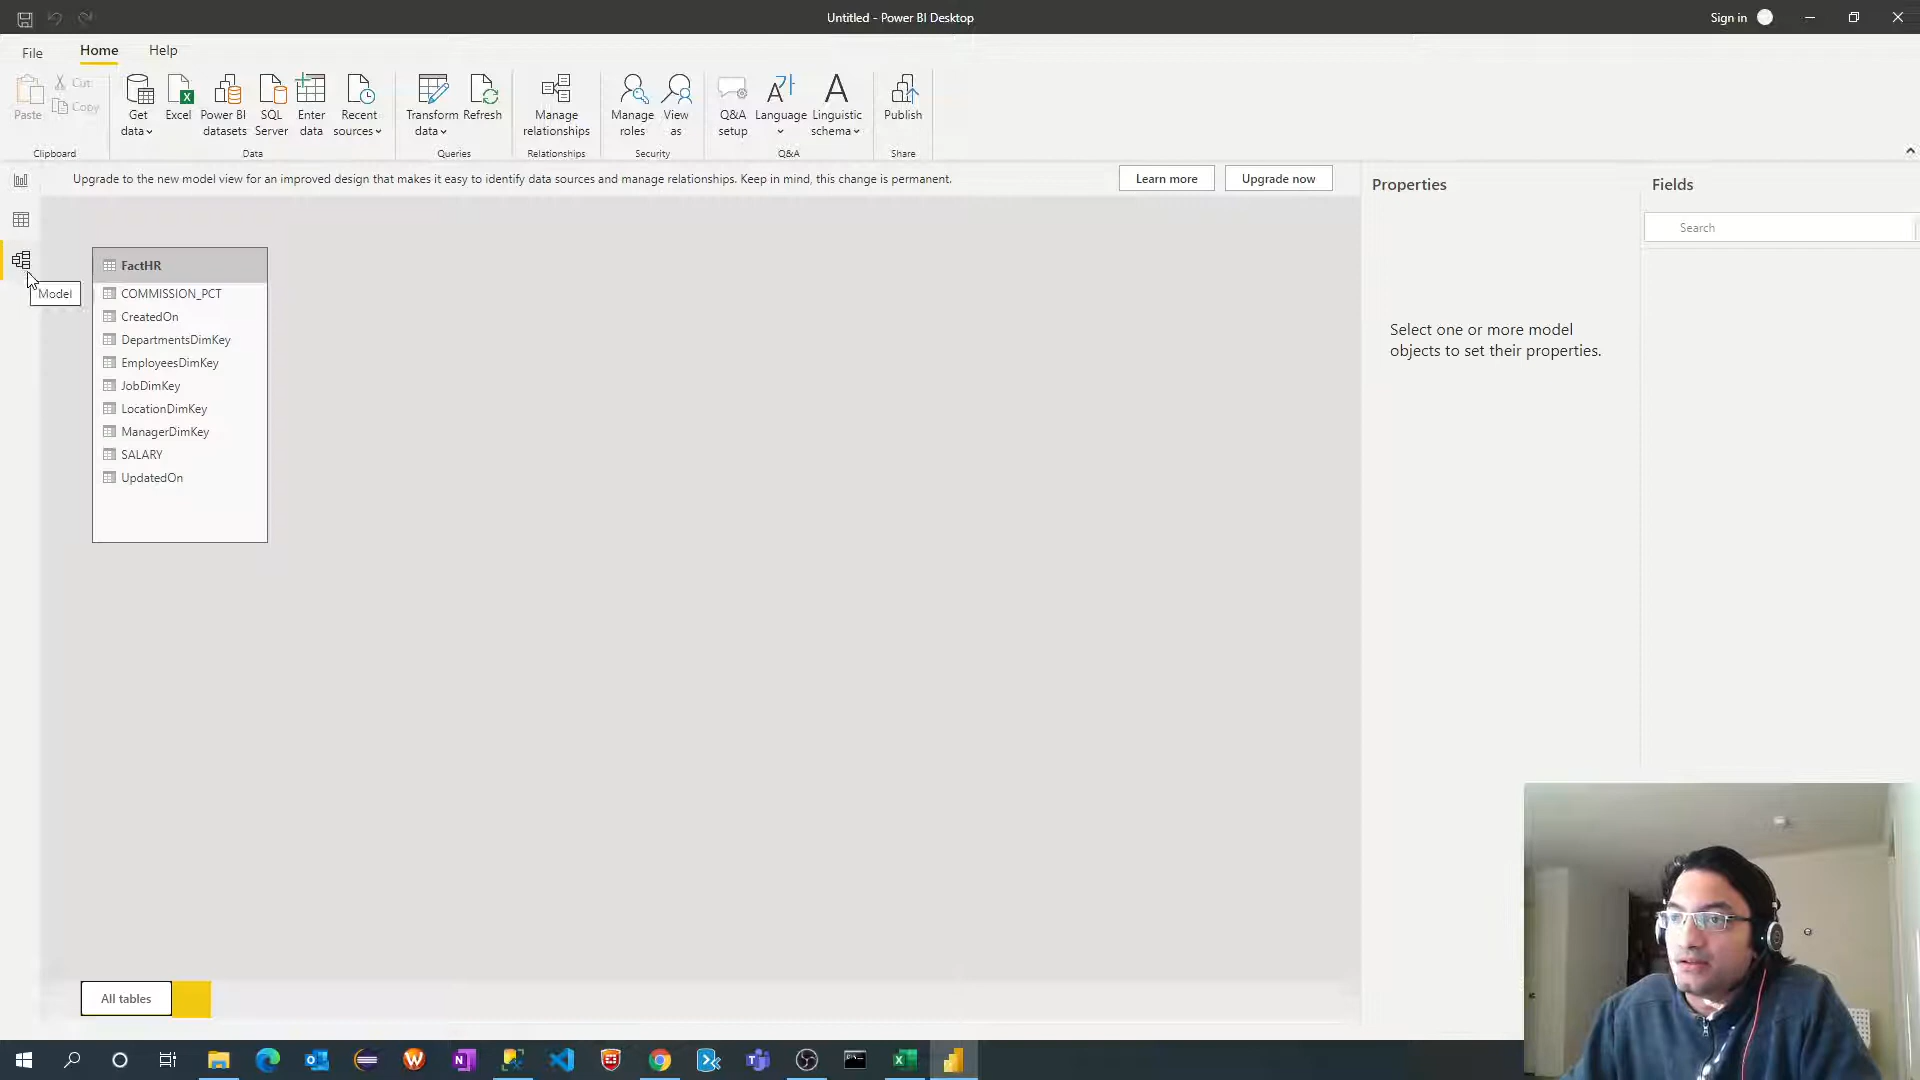 Untitled - Power BI Desktop
Sign in
File
Home
Help
Paste
Cut
Copy
Get data
Excel
Power BI datasets
SQL Server
Enter data
Recent sources
Transform data
Refresh
Manage relationships
Manage roles
View as
Q&A setup
Language
Linguistic schema
Publish
Clipboard
Data
Queries
Relationships
Security
Q&A
Share
Upgrade to the new model view for an improved design that makes it easy to identify data sources and manage relationships. Keep in mind, this change is permanent.
Learn more
Upgrade now
Properties
Fields
Search
FactHR
COMMISSION_PCT
CreatedOn
DepartmentsDimKey
EmployeesDimKey
JobDimKey
LocationDimKey
ManagerDimKey
SALARY
UpdatedOn
Model
Select one or more model
objects to set their properties.
All tables